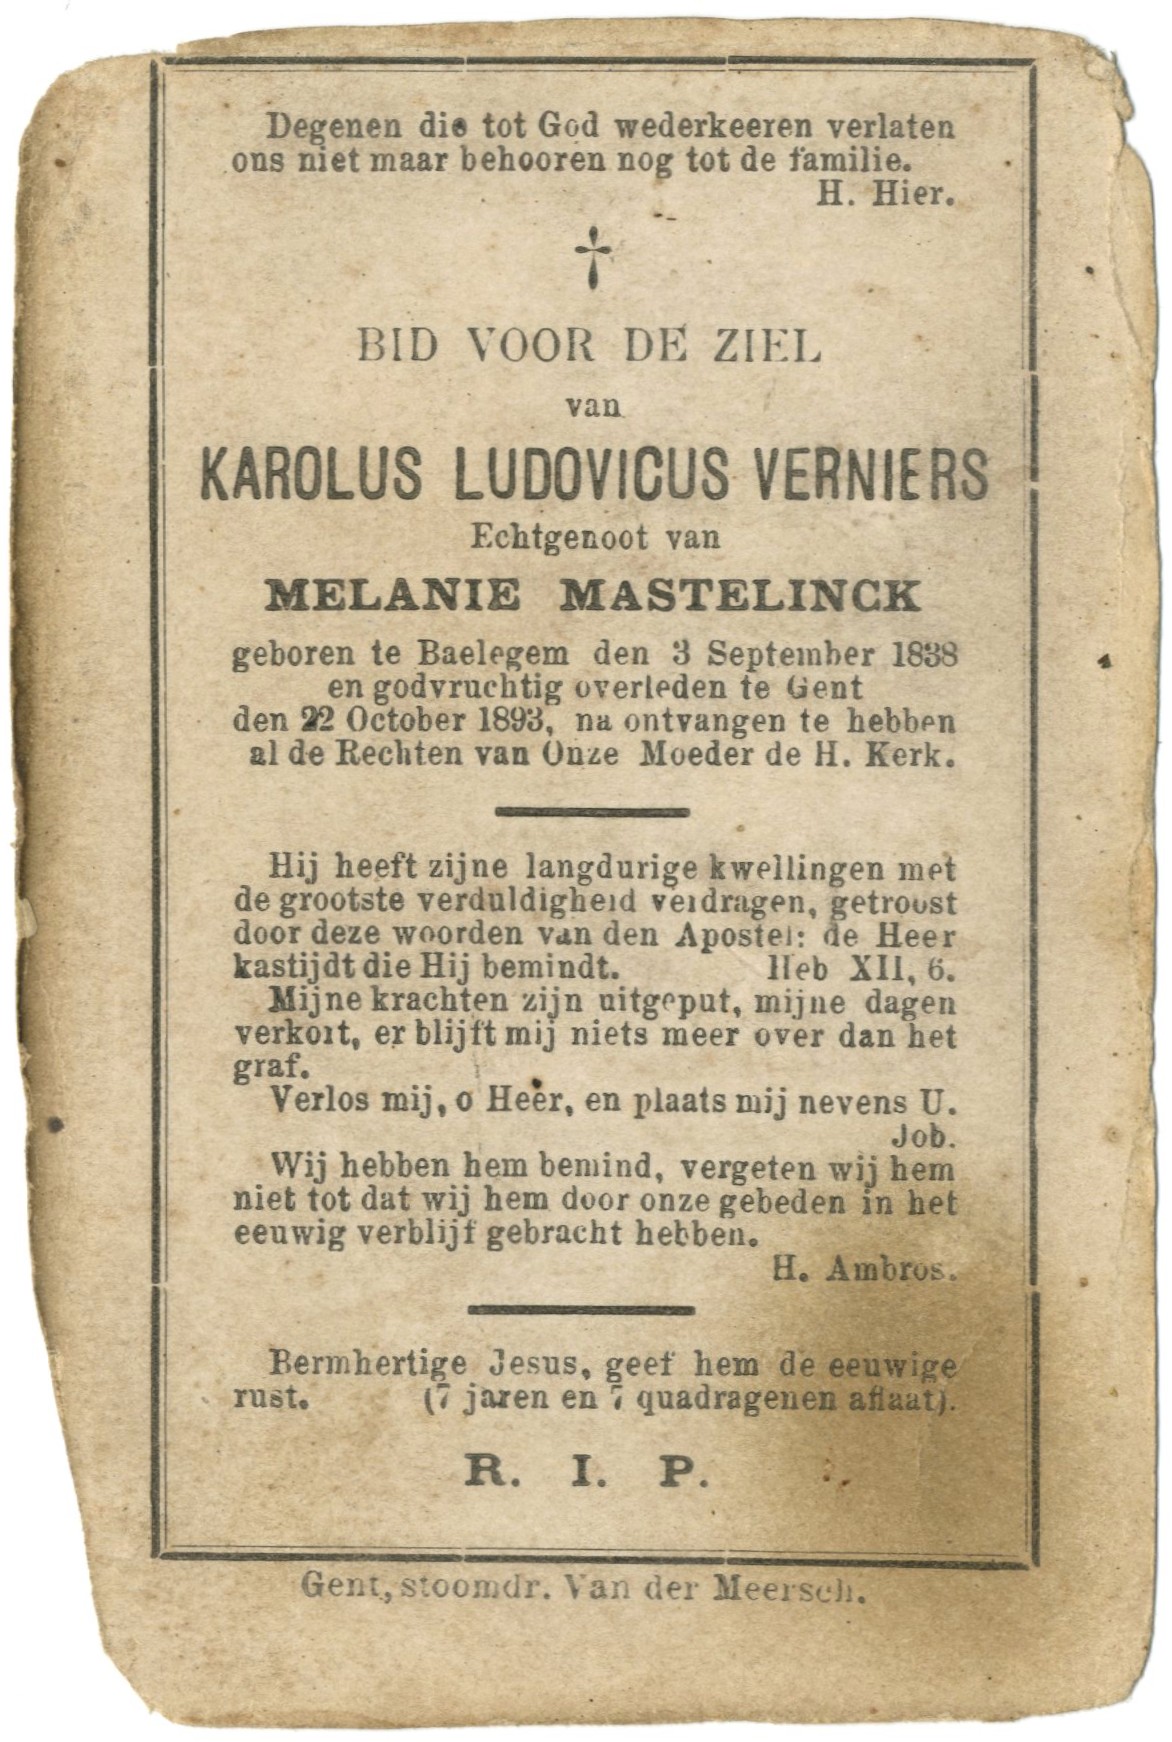 Degenen die tot God wederkeeren verlaten
ons niet maar behooren nog tot de familie.
H. Hier.
BID VOOR DE ZIEL
van
KAROLUS LUDOVICUS VERNIERS
Echtgenoot van
MELANIE MASTELINCK
geboren te Baelegem den 3 September 1838
en godvruchtig overleden te Gent
den 22 October 1893, na ontvangen te hebben
al de Rechten van Onze Moeder de H. Kerk.
Hij heeft zijne langdurige kwellingen met
de grootste verduldigheid verdragen, getroost
door deze woorden van den Apostel: de Heer
kastijdt die Hij bemindt. Heb XII, 6.
Mijne krachten zijn uitgeput, mijne dagen
verkort, er blijft mij niets meer over dan het
graf.
Verlos mij, o Heer, en plaats mij nevens U.
Job.
Wij hebben hem bemind, vergeten wij hem
niet tot dat wij hem door onze gebeden in het
eeuwig verblijf gebracht hebben.
H. Ambros.
Bermhertige Jesus, geef hem de eeuwige
rust. (7 jaren en 7 quadragenen aflaat).
R. I. P.
Gent, stoomdr. Van der Meersch.